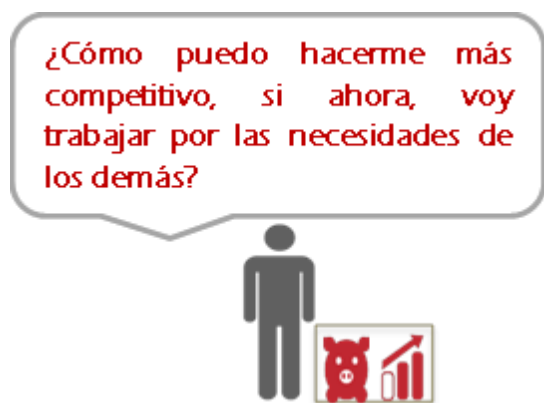 ¿Cómo puedo hacerme más
competitivo, si ahora, voy
trabajar por las necesidades de
los demás?